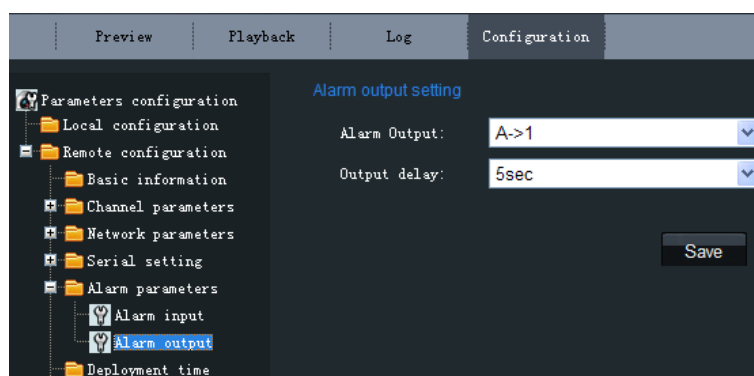 Preview Playback Log Configuration
Parameters configuration
Local configuration
Remote configuration
Basic information
Channel parameters
Network parameters
Serial setting
Alarm parameters
Alarm input
Alarm output
Deployment time
Alarm output setting
Alarm Output: A->1
Output delay: 5sec
Save